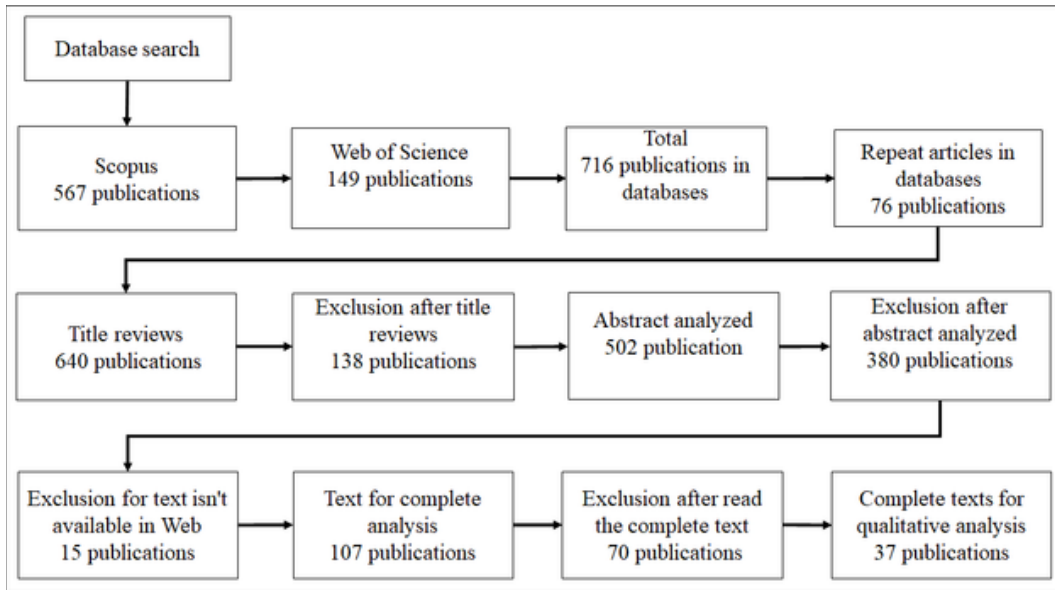 Database search
Scopus
567 publications
Web of Science
149 publications
Total
716 publications in
databases
Repeat articles in
databases
76 publications
Title reviews
640 publications
Exclusion after title
reviews
138 publications
Abstract analyzed
502 publication
Exclusion after
abstract analyzed
380 publications
Exclusion for text isn't
available in Web
15 publications
Text for complete
analysis
107 publications
Exclusion after read
the complete text
70 publications
Complete texts for
qualitative analysis
37 publications